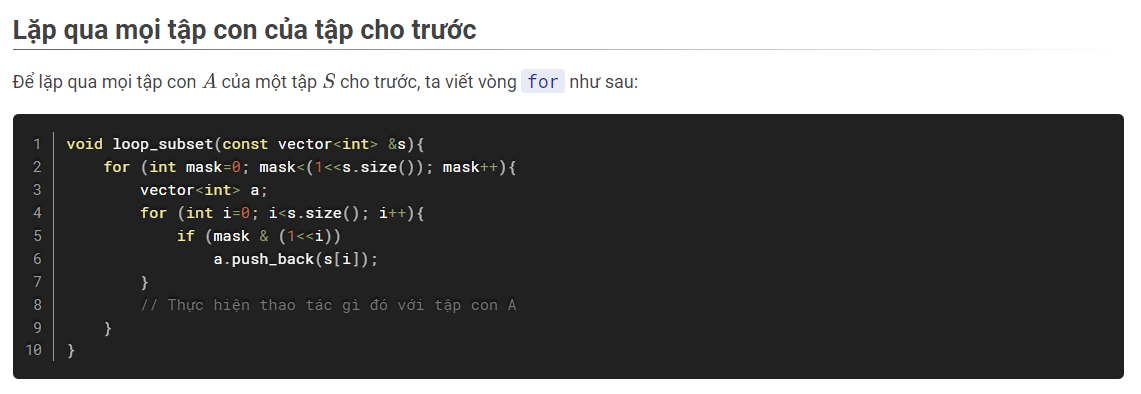 Lặp qua mọi tập con của tập cho trước
Để lặp qua mọi tập con A của một tập S cho trước, ta viết vòng for như sau:
1 void loop_subset(const vector<int> &s){
2     for (int mask=0; mask<(1<<s.size()); mask++){
3         vector<int> a;
4         for (int i=0; i<s.size(); i++){
5             if (mask & (1<<i))
6                 a.push_back(s[i]);
7         }
8         // Thực hiện thao tác gì đó với tập con A
9     }
10 }